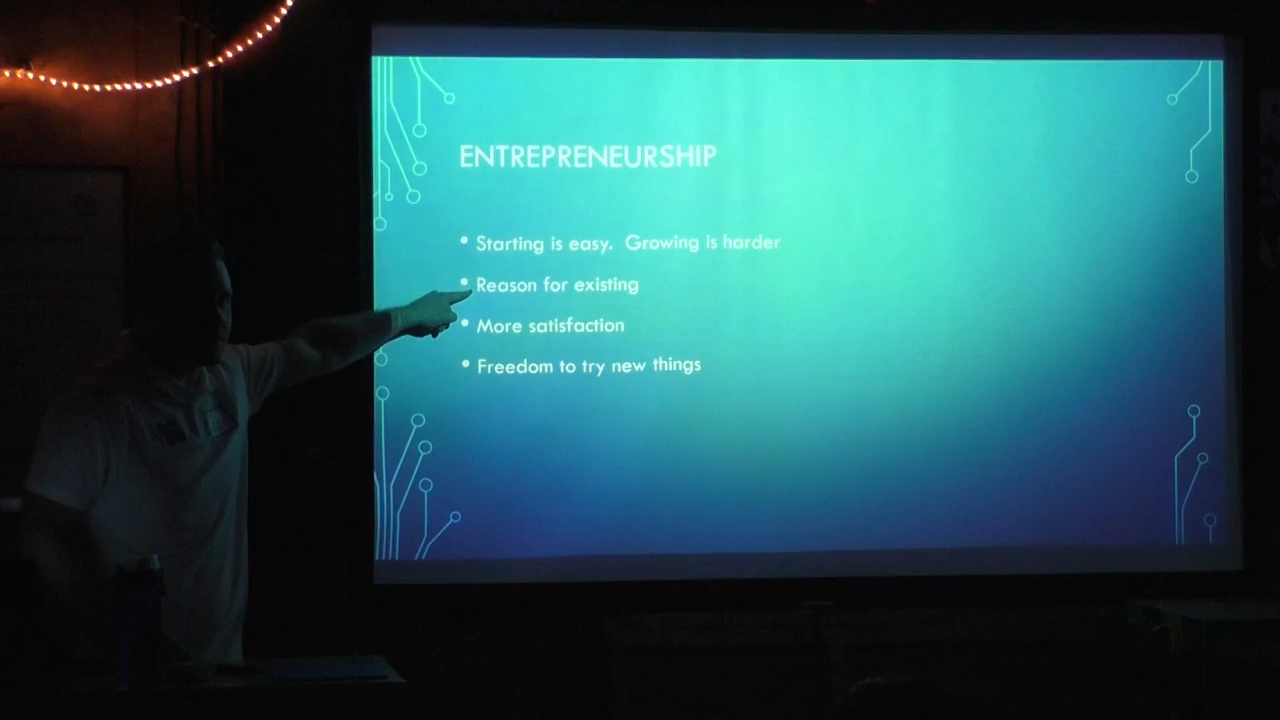 ENTREPRENEURSHIP
• Starting is easy.  Growing is harder
• Reason for existing
• More satisfaction
• Freedom to try new things